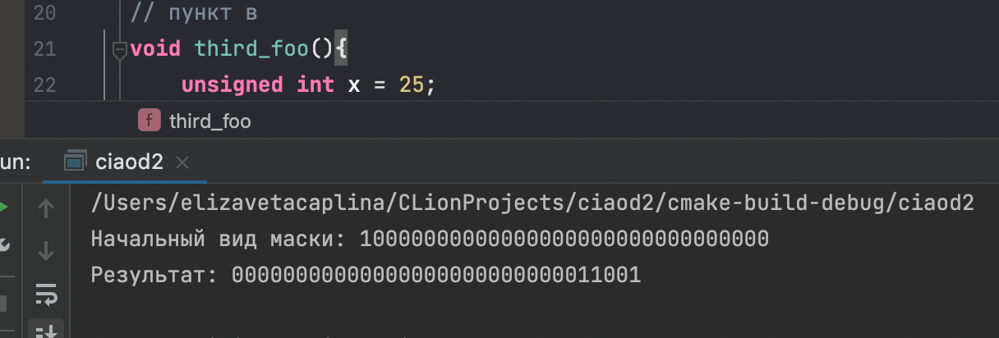 20 // пункт в
21 void third_foo(){
22 unsigned int x = 25;
f third_foo
un: ciaod2
/Users/elizavetacaplina/CLionProjects/ciaod2/cmake-build-debug/ciaod2
Начальный вид маски: 10000000000000000000000000000000
Результат: 00000000000000000000000000011001